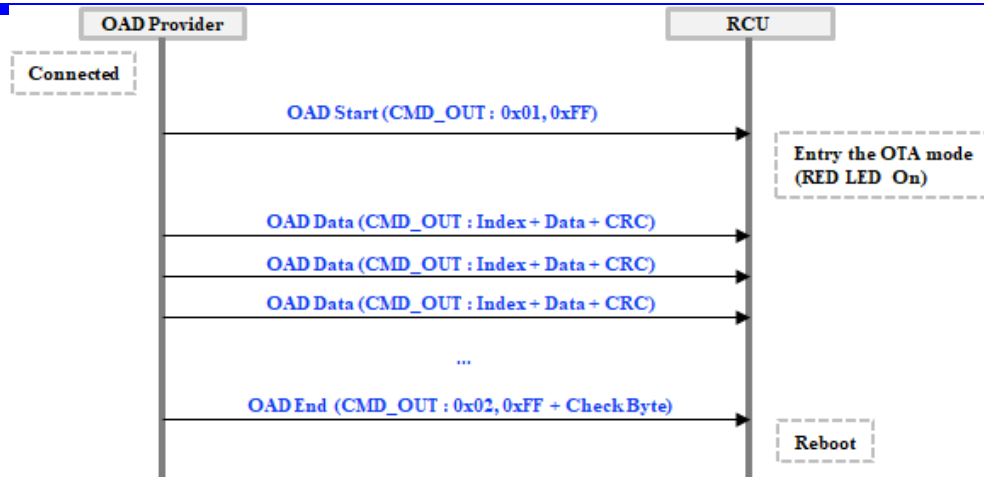 OAD Provider
RCU
Connected
OAD Start (CMD_OUT : 0x01, 0xFF)
Entry the OTA mode
(RED LED On)
OAD Data (CMD_OUT : Index + Data + CRC)
OAD Data (CMD_OUT : Index + Data + CRC)
OAD Data (CMD_OUT : Index + Data + CRC)
...
OAD End (CMD_OUT : 0x02, 0xFF + Check Byte)
Reboot